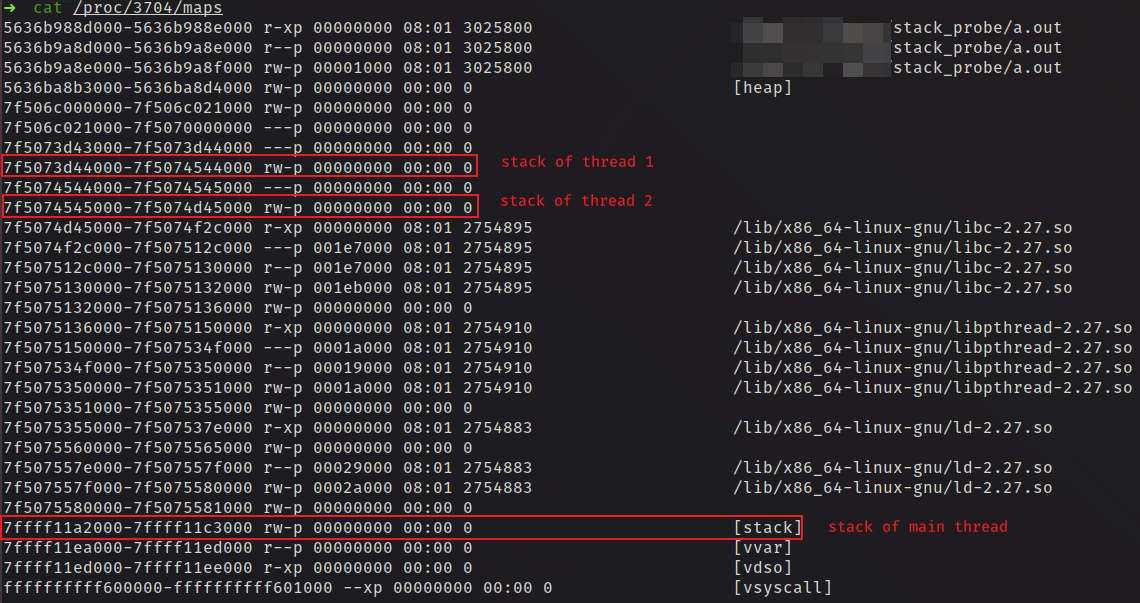 → cat /proc/3704/maps
5636b988d000-5636b988e000 r-xp 00000000 08:01 3025800 /stack_probe/a.out
5636b9a8d000-5636b9a8e000 r--p 00000000 08:01 3025800 /stack_probe/a.out
5636b9a8e000-5636b9a8f000 rw-p 00001000 08:01 3025800 /stack_probe/a.out
5636ba8b3000-5636ba8d4000 rw-p 00000000 00:00 0 [heap]
7f506c000000-7f506c021000 rw-p 00000000 00:00 0
7f506c021000-7f5070000000 ---p 00000000 00:00 0
7f5073d43000-7f5073d44000 ---p 00000000 00:00 0
7f5073d44000-7f5074544000 rw-p 00000000 00:00 0 stack of thread 1
7f5074544000-7f5074545000 ---p 00000000 00:00 0
7f5074545000-7f5074d45000 rw-p 00000000 00:00 0 stack of thread 2
7f5074d45000-7f5074f2c000 r-xp 00000000 08:01 2754895 /lib/x86_64-linux-gnu/libc-2.27.so
7f5074f2c000-7f507512c000 ---p 001e7000 08:01 2754895 /lib/x86_64-linux-gnu/libc-2.27.so
7f507512c000-7f5075130000 r--p 001e7000 08:01 2754895 /lib/x86_64-linux-gnu/libc-2.27.so
7f5075130000-7f5075132000 rw-p 001eb000 08:01 2754895 /lib/x86_64-linux-gnu/libc-2.27.so
7f5075132000-7f5075136000 rw-p 00000000 00:00 0
7f5075136000-7f5075150000 r-xp 00000000 08:01 2754910 /lib/x86_64-linux-gnu/libpthread-2.27.so
7f5075150000-7f507534f000 ---p 0001a000 08:01 2754910 /lib/x86_64-linux-gnu/libpthread-2.27.so
7f507534f000-7f5075350000 r--p 00019000 08:01 2754910 /lib/x86_64-linux-gnu/libpthread-2.27.so
7f5075350000-7f5075351000 rw-p 0001a000 08:01 2754910 /lib/x86_64-linux-gnu/libpthread-2.27.so
7f5075351000-7f5075355000 rw-p 00000000 00:00 0
7f5075355000-7f507537e000 r-xp 00000000 08:01 2754883 /lib/x86_64-linux-gnu/ld-2.27.so
7f5075560000-7f5075565000 rw-p 00000000 00:00 0
7f507557e000-7f507557f000 r--p 00029000 08:01 2754883 /lib/x86_64-linux-gnu/ld-2.27.so
7f507557f000-7f5075580000 rw-p 0002a000 08:01 2754883 /lib/x86_64-linux-gnu/ld-2.27.so
7f5075580000-7f5075581000 rw-p 00000000 00:00 0
7ffff11a2000-7ffff11c3000 rw-p 00000000 00:00 0 [stack] stack of main thread
7ffff11ea000-7ffff11ed000 r--p 00000000 00:00 0 [vvar]
7ffff11ed000-7ffff11ee000 r-xp 00000000 00:00 0 [vdso]
ffffffffff600000-ffffffffff601000 --xp 00000000 00:00 0 [vsyscall]